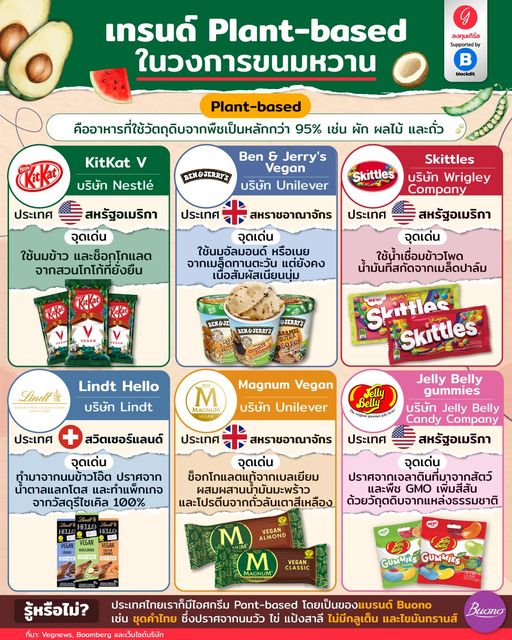 เทรนด์ Plant-based
ในวงการขนมหวาน
ลงทุนเกิร์ล
Supported by
B
blockdit
Plant-based
คืออาหารที่ใช้วัตถุดิบจากพืชเป็นหลักกว่า 95% เช่น ผัก ผลไม้ และถั่ว
KitKat
KitKat V
บริษัท Nestlé
ประเทศ สหรัฐอเมริกา
จุดเด่น
ใช้นมข้าว และช็อกโกแลต
จากสวนโกโก้ที่ยั่งยืน
KitKat
V
VEGAN
BEN&JERRY'S
Ben & Jerry's
Vegan
บริษัท Unilever
ประเทศ สหราชอาณาจักร
จุดเด่น
ใช้นมอัลมอนด์ หรือเนย
จากเมล็ดทานตะวัน แต่ยังคง
เนื้อสัมผัสเนียนนุ่ม
BEN&JERRY'S
Skittles
Skittles
บริษัท Wrigley
Company
ประเทศ สหรัฐอเมริกา
จุดเด่น
ใช้น้ำเชื่อมข้าวโพด
น้ำมันที่สกัดจากเมล็ดปาล์ม
Skittles
Skittles
Lindt
Lindt Hello
บริษัท Lindt
ประเทศ สวิตเซอร์แลนด์
จุดเด่น
ทำมาจากนมข้าวโอ๊ต ปราศจาก
น้ำตาลแลกโตส และทำแพ็กเกจ
จากวัสดุรีไซเคิล 100%
HELLO
VEGAN
M
MAGNUM
VEGAN
Magnum Vegan
บริษัท Unilever
ประเทศ สหราชอาณาจักร
จุดเด่น
ช็อกโกแลตแท้จากเบลเยียม
ผสมผสานน้ำมันมะพร้าว
และโปรตีนจากถั่วลันเตาสีเหลือง
VEGAN
ALMOND
MAGNUM
VEGAN
CLASSIC
Jelly
Belly
Jelly Belly
gummies
บริษัท Jelly Belly
Candy Company
ประเทศ สหรัฐอเมริกา
จุดเด่น
ปราศจากเจลาตินที่มาจากสัตว์
และพืช GMO เพิ่มสีสัน
ด้วยวัตถุดิบจากแหล่งธรรมชาติ
Jelly
Belly
GUMMIES
Jelly
Belly
GUMMIES
รู้หรือไม่?
ประเทศไทยเราก็มีไอศกรีม Pant-based โดยเป็นของแบรนด์ Buono
เช่น ชุดคำไทย ซึ่งปราศจากนมวัว ไข่ แป้งสาลี ไม่มีกลูเต็น และไขมันทรานส์
Buono
ที่มา: Vegnews, Boomberg และเว็บไซต์บริษัท